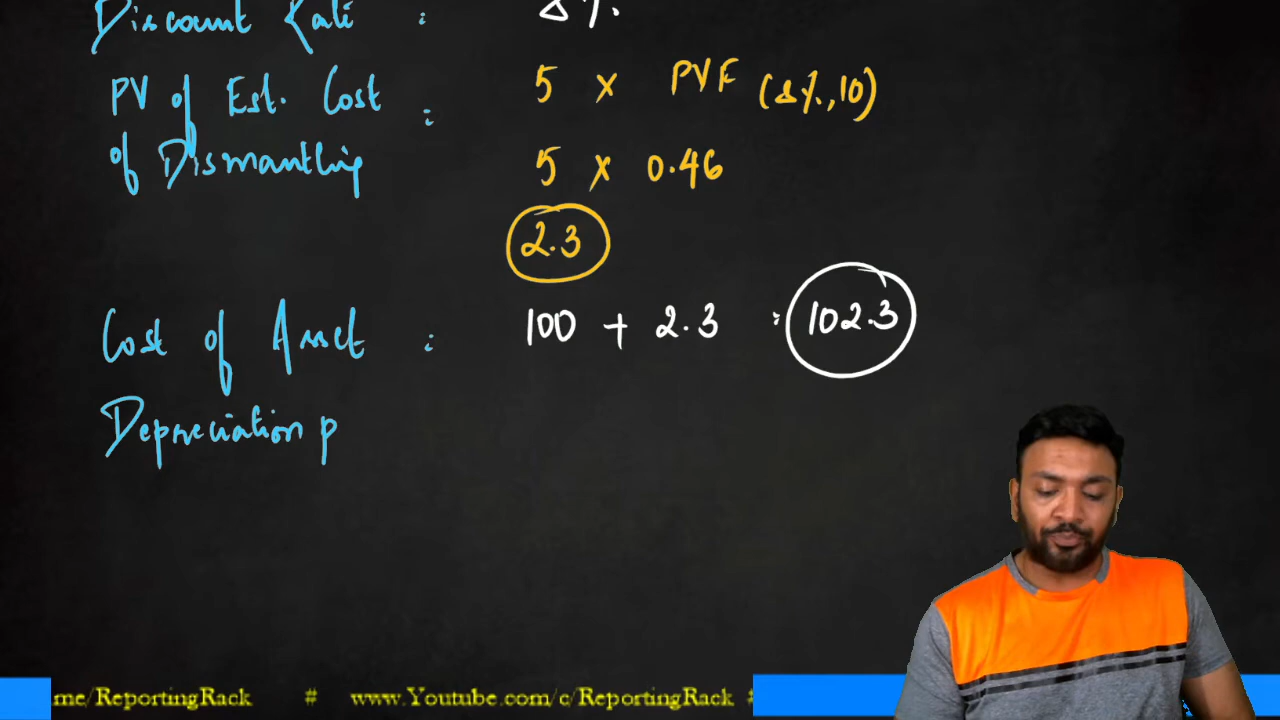 Discount Rate : 8%.
PV of Est. Cost of Dismantling : 5 x PVF (8%, 10)
5 x 0.46
2.3
Cost of Asset : 100 + 2.3 : 102.3
Depreciation p
me/ReportingRack # www.Youtube.com/c/ReportingRack #